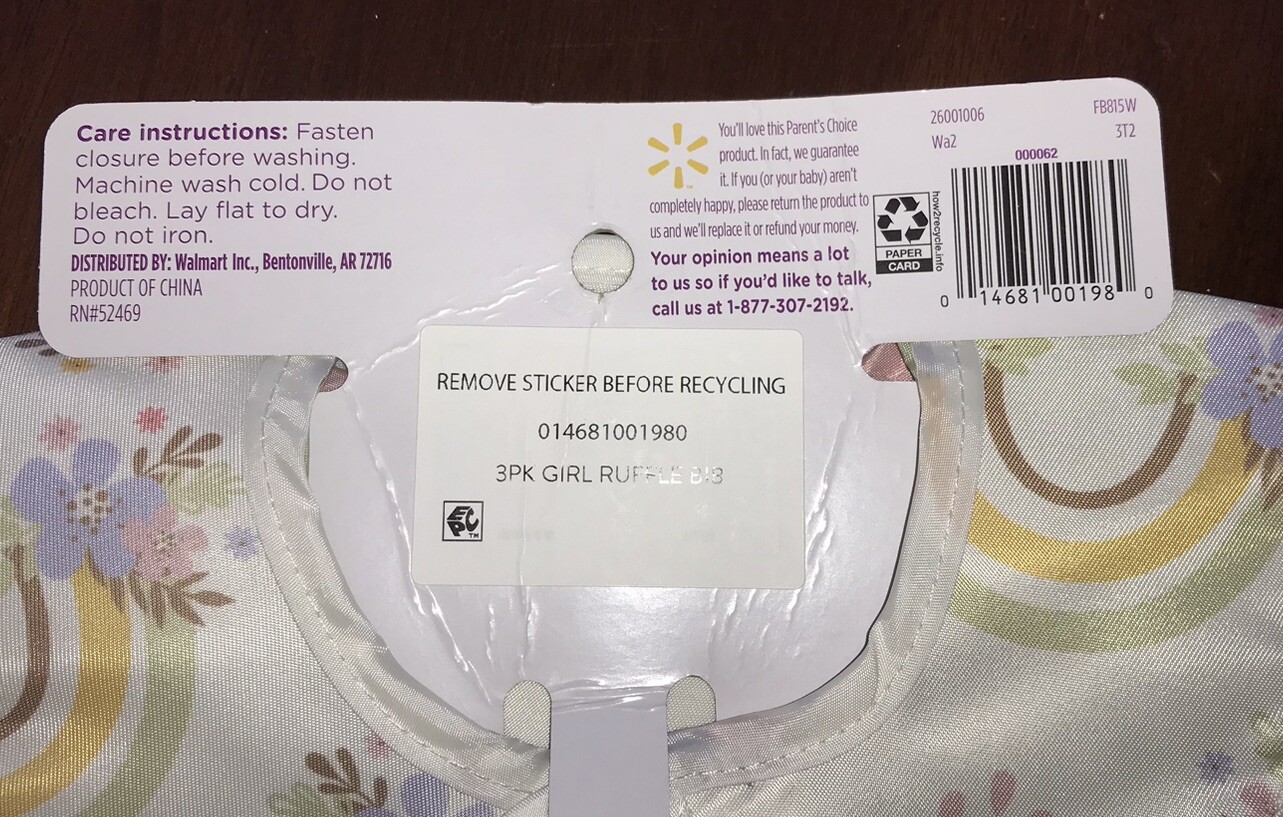 Care instructions: Fasten
closure before washing.
Machine wash cold. Do not
bleach. Lay flat to dry.
Do not iron.
DISTRIBUTED BY: Walmart Inc., Bentonville, AR 72716
PRODUCT OF CHINA
RN#52469
You'll love this Parent's Choice
product. In fact, we guarantee
it. If you (or your baby) aren't
completely happy, please return the product to
us and we'll replace it or refund your money.
Your opinion means a lot
to us so if you'd like to talk,
call us at 1-877-307-2192.
PAPER
CARD
how2recycle.info
26001006
FB815W
Wa2
3T2
000062
0 14681 00198 0
REMOVE STICKER BEFORE RECYCLING
014681001980
3PK GIRL RUFFLE BIB
EPC
TM